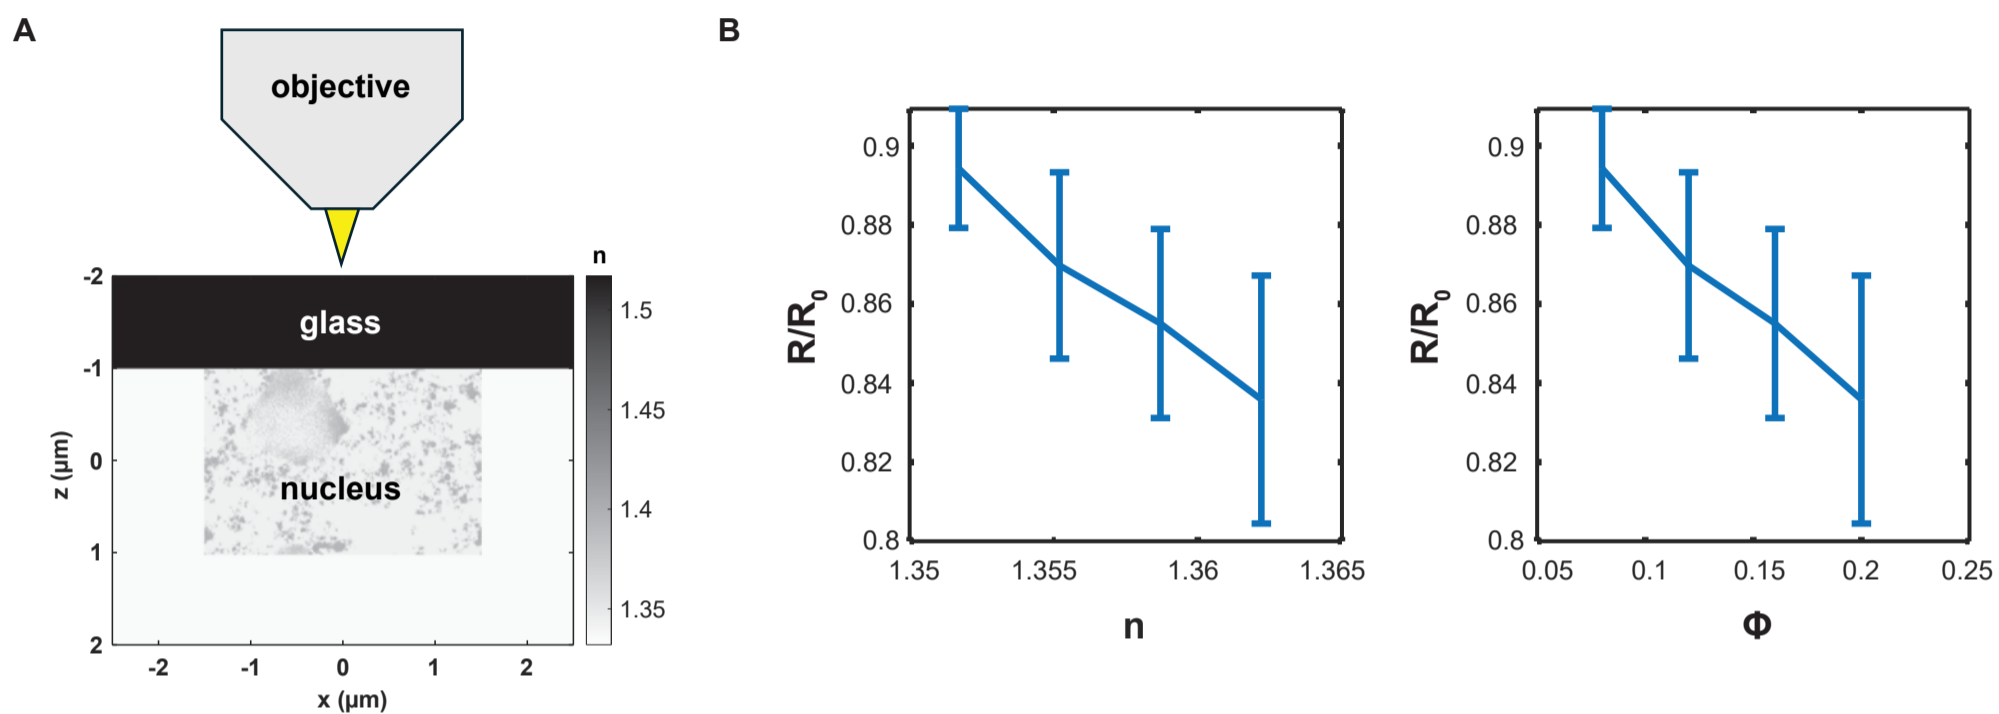 A
objective
glass
nucleus
-2
-1
0
1
2
z (μm)
-2 -1 0 1 2
x (μm)
n
1.5
1.45
1.4
1.35
B
0.9
0.88
0.86
0.84
0.82
0.8
R/R0
1.35 1.355 1.36 1.365
n
0.9
0.88
0.86
0.84
0.82
0.8
R/R0
0.05 0.1 0.15 0.2 0.25
Φ